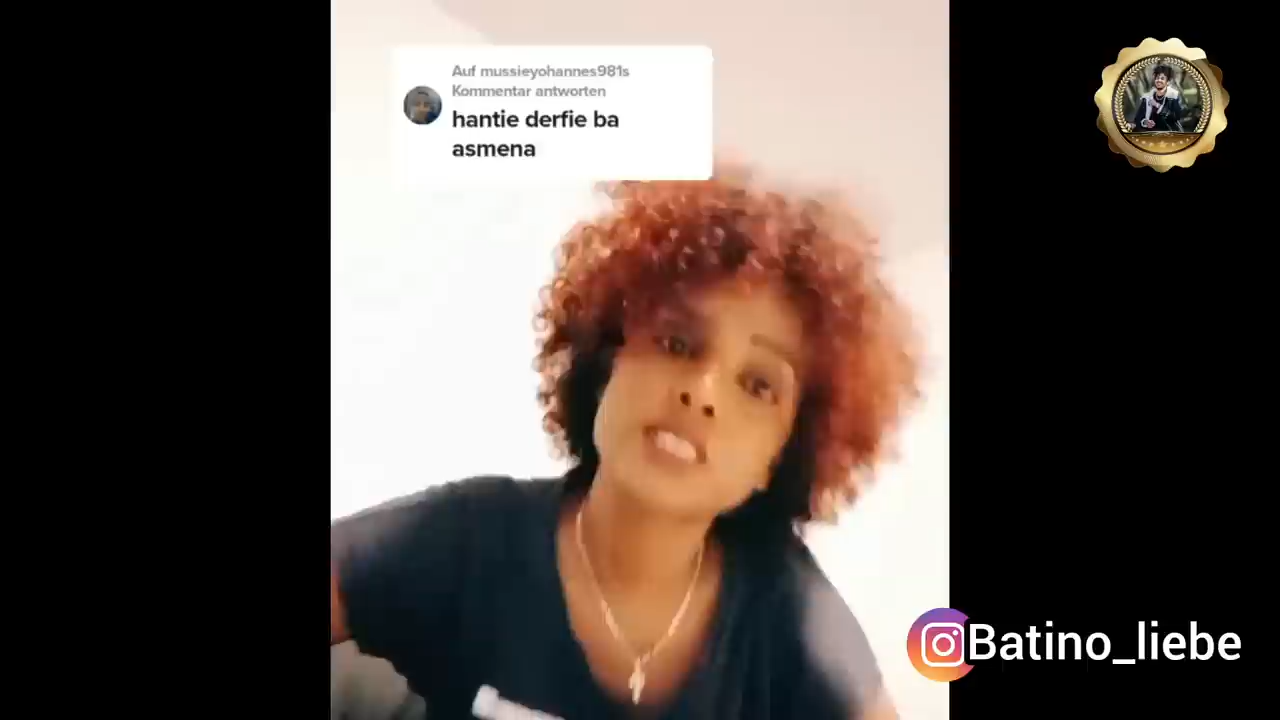 Auf mussieyohannes981s
Kommentar antworten
hantie derfie ba
asmena
Batino_liebe